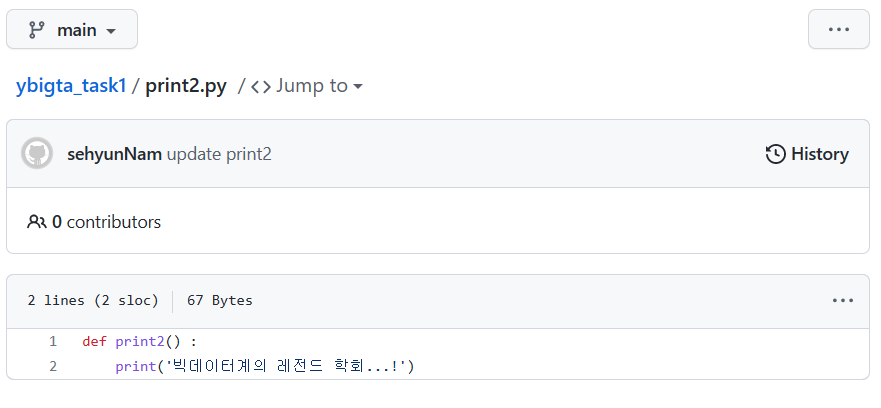 main
ybigta_task1 / print2.py / <> Jump to
sehyunNam update print2
History
0 contributors
2 lines (2 sloc) 67 Bytes
1 def print2() :
2 print('빅데이터계의 레전드 학회...!')